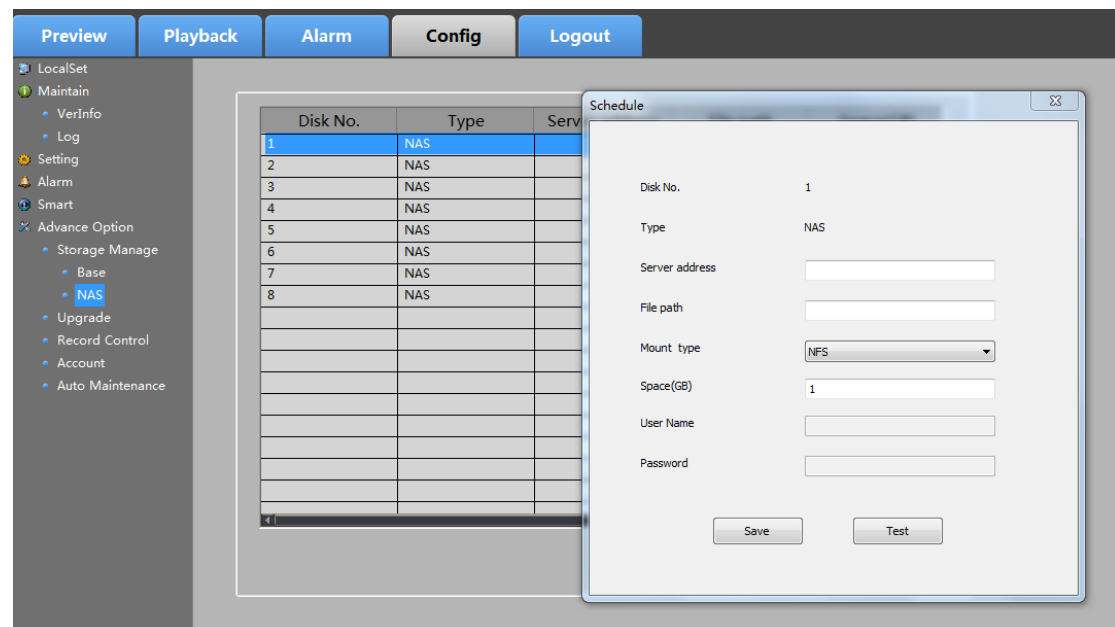 Preview Playback Alarm Config Logout
LocalSet
Maintain
VerInfo
Log
Setting
Alarm
Smart
Advance Option
Storage Manage
Base
NAS
Upgrade
Record Control
Account
Auto Maintenance
Disk No. Type Serv
1 NAS
2 NAS
3 NAS
4 NAS
5 NAS
6 NAS
7 NAS
8 NAS
Schedule
Disk No. 1
Type NAS
Server address
File path
Mount type NFS
Space(GB) 1
User Name
Password
Save Test